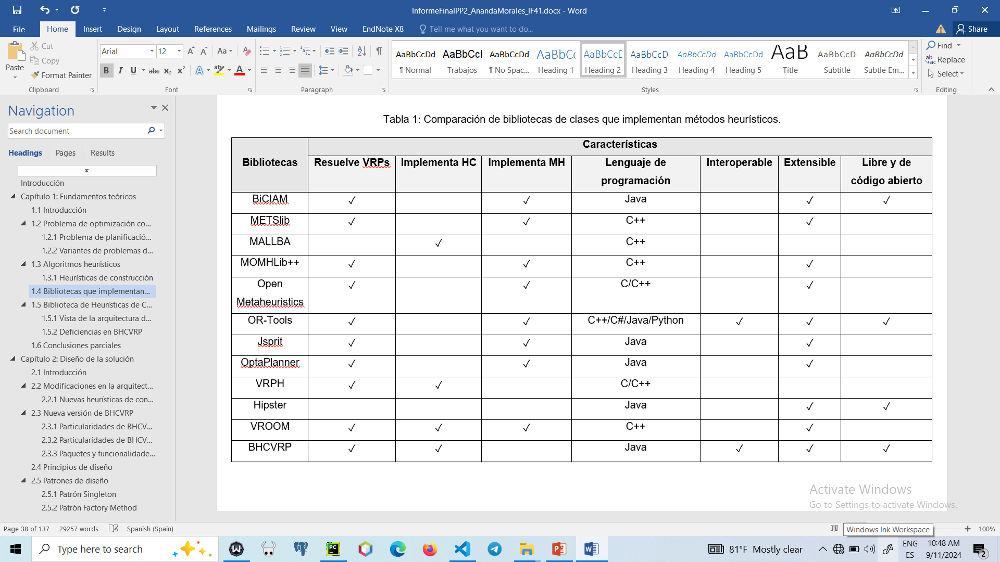 InformeFinalPP2_AnandaMorales_IF41.docx - Word
File Home Insert Design Layout References Mailings Review View EndNote X8 Tell me what you want to do... Share
Paste
Cut
Copy
Format Painter
Clipboard
Arial 12
Font
Paragraph
AaBbCcDd AaBbCcI AaBbCcDd AaBbCc AaBbCcD AaBbCcD AaBbCcDd AaBbCcDd AaB AaBbCcD AaBbCcDd
¶ Normal Trabajos ¶ No Spac... Heading 1 Heading 2 Heading 3 Heading 4 Heading 5 Title Subtitle Subtle Em...
Styles
Find
Replace
Select
Editing
Navigation
Search document
Headings Pages Results
Introducción
Capítulo 1: Fundamentos teóricos
1.1 Introducción
1.2 Problema de optimización co...
1.2.1 Problema de planificació...
1.2.2 Variantes de problemas d...
1.3 Algoritmos heurísticos
1.3.1 Heurísticas de construcción
1.4 Bibliotecas que implementan...
1.5 Biblioteca de Heurísticas de C...
1.5.1 Vista de la arquitectura d...
1.5.2 Deficiencias en BHCVRP
1.6 Conclusiones parciales
Capítulo 2: Diseño de la solución
2.1 Introducción
2.2 Modificaciones en la arquitect...
2.2.1 Nuevas heurísticas de con...
2.3 Nueva versión de BHCVRP
2.3.1 Particularidades de BHCV...
2.3.2 Particularidades de BHCV...
2.3.3 Paquetes y funcionalidade...
2.4 Principios de diseño
2.5 Patrones de diseño
2.5.1 Patrón Singleton
2.5.2 Patrón Factory Method
Tabla 1: Comparación de bibliotecas de clases que implementan métodos heurísticos.
Características
Bibliotecas Resuelve VRPs Implementa HC Implementa MH Lenguaje de programación Interoperable Extensible Libre y de código abierto
BiCIAM ✓ ✓ Java ✓ ✓
METSlib ✓ ✓ C++ ✓
MALLBA ✓ C++
MOMHLib++ ✓ ✓ C++ ✓
Open Metaheuristics ✓ ✓ C/C++ ✓
OR-Tools ✓ ✓ C++/C#/Java/Python ✓ ✓ ✓
Jsprit ✓ ✓ Java ✓
OptaPlanner ✓ ✓ Java ✓
VRPH ✓ ✓ C/C++
Hipster Java ✓ ✓
VROOM ✓ ✓ ✓ C++ ✓
BHCVRP ✓ ✓ Java ✓ ✓ ✓
Activate Windows
Go to Settings to activate Windows.
Page 38 of 137 29257 words Spanish (Spain) 100%
Windows Ink Workspace
Type here to search
81°F Mostly clear
ENG
ES
10:48 AM
9/11/2024
2